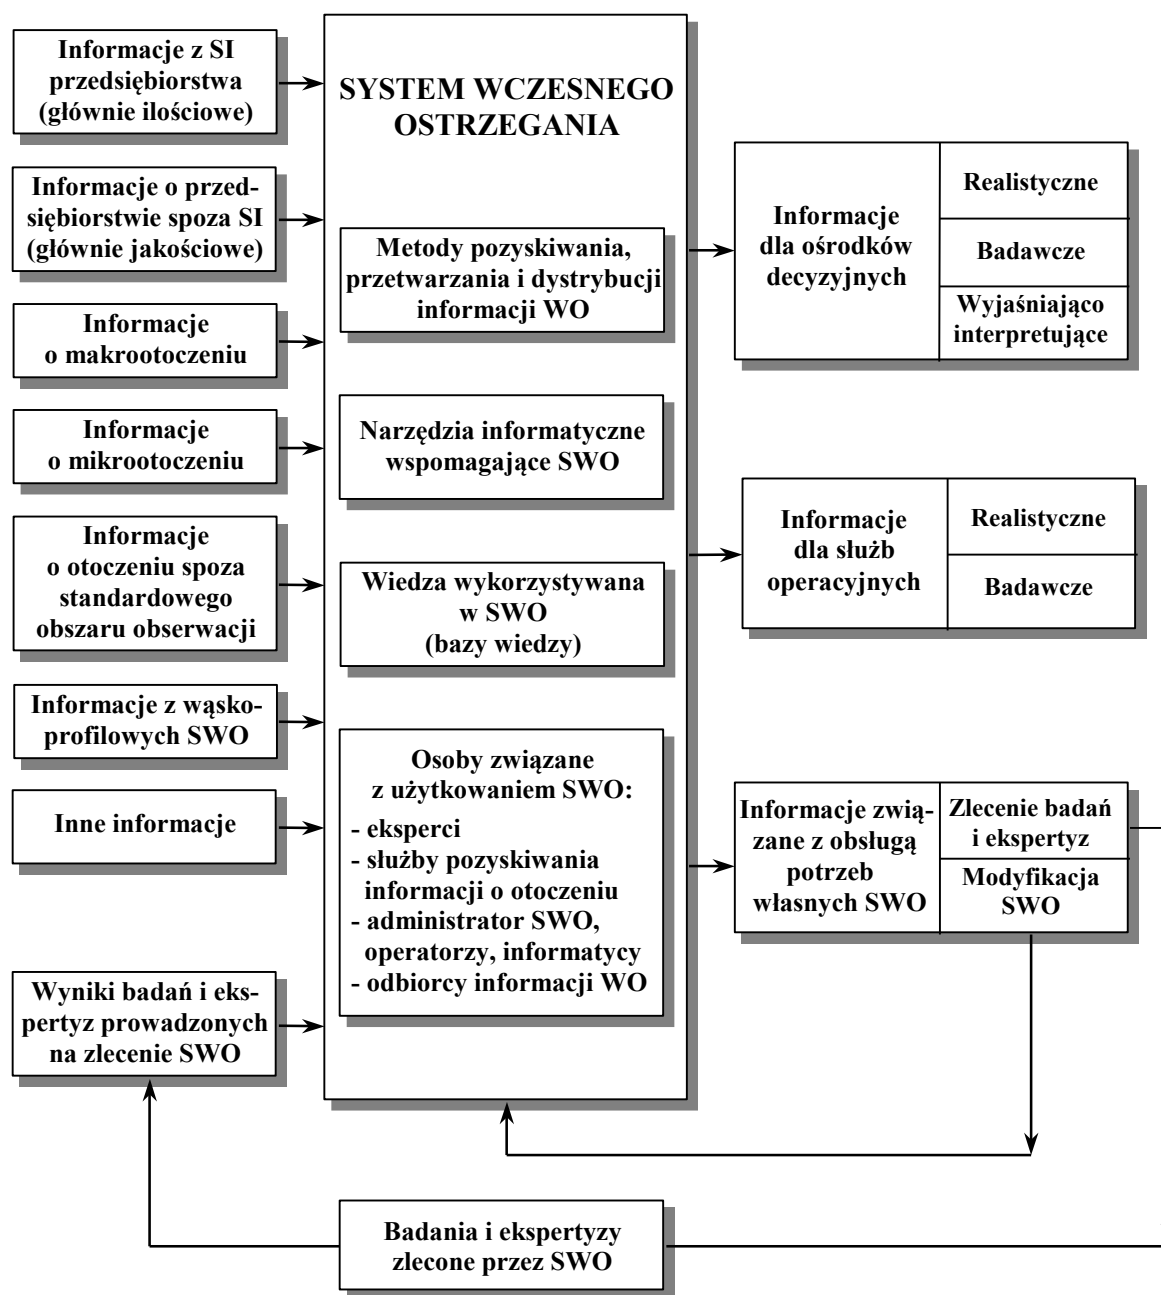 Informacje z SI
przedsiębiorstwa
(głównie ilościowe)
Informacje o przed-
siębiorstwie spoza SI
(głównie jakościowe)
Informacje
o makrootoczeniu
Informacje
o mikrootoczeniu
Informacje
o otoczeniu spoza
standardowego
obszaru obserwacji
Informacje z wąsko-
profilowych SWO
Inne informacje
Wyniki badań i eks-
pertyz prowadzonych
na zlecenie SWO
SYSTEM WCZESNEGO
OSTRZEGANIA
Metody pozyskiwania,
przetwarzania i dystrybucji
informacji WO
Narzędzia informatyczne
wspomagające SWO
Wiedza wykorzystywana
w SWO
(bazy wiedzy)
Osoby związane
z użytkowaniem SWO:
- eksperci
- służby pozyskiwania
informacji o otoczeniu
- administrator SWO,
operatorzy, informatycy
- odbiorcy informacji WO
Informacje
dla ośrodków
decyzyjnych
Realistyczne
Badawcze
Wyjaśniająco
interpretujące
Informacje
dla służb
operacyjnych
Realistyczne
Badawcze
Informacje zwią-
zane z obsługą
potrzeb
własnych SWO
Zlecenie badań
i ekspertyz
Modyfikacja
SWO
Badania i ekspertyzy
zlecone przez SWO